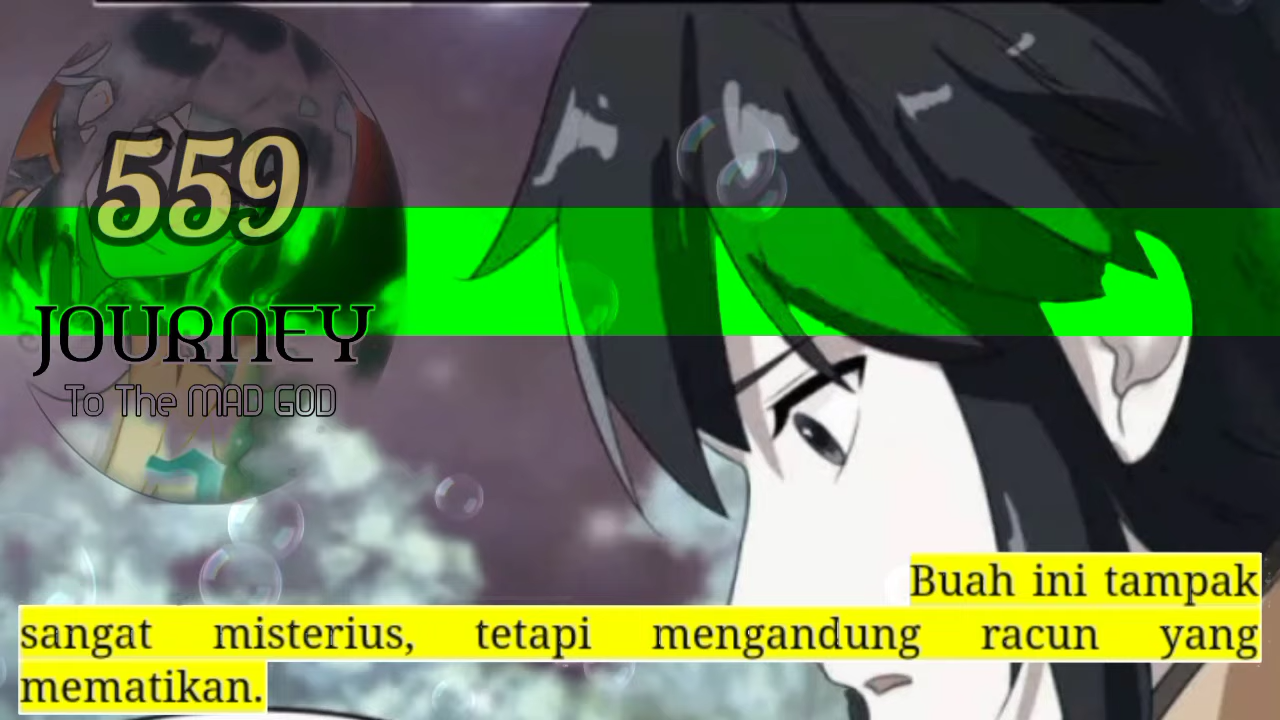 559
JOURNEY
To The MAD GOD
Buah ini tampak
sangat misterius, tetapi mengandung racun yang
mematikan.